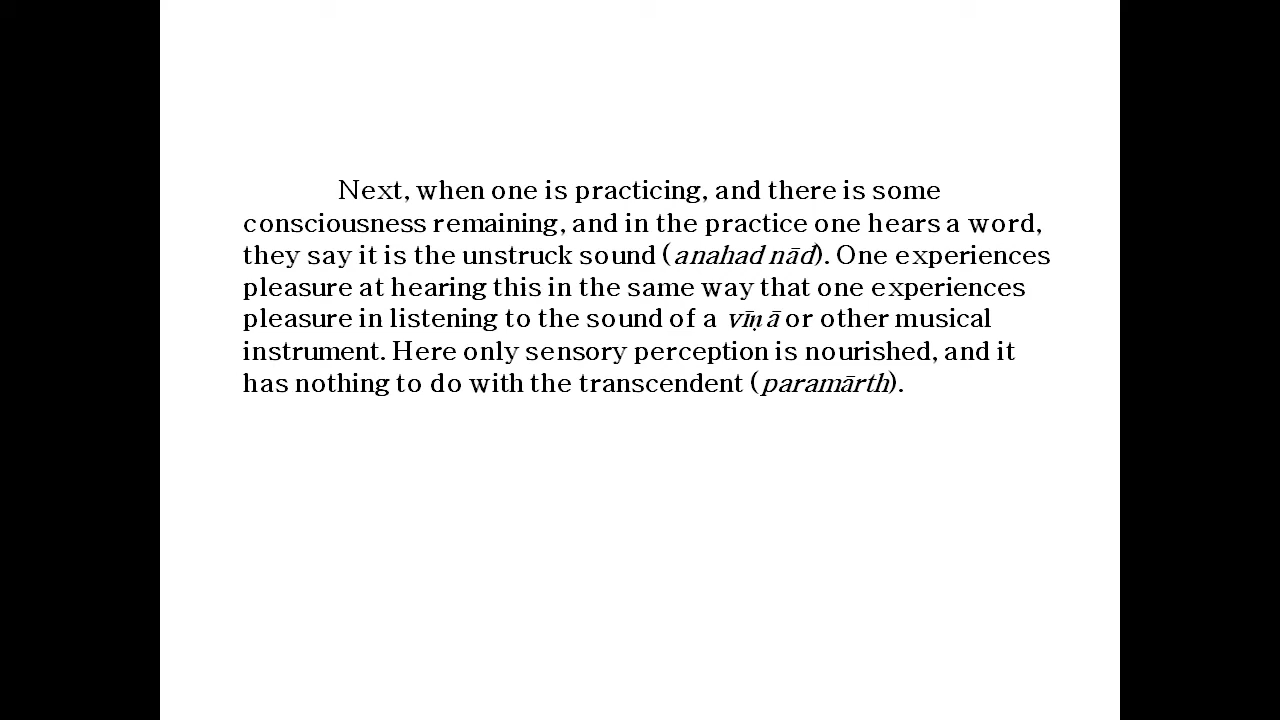 Next, when one is practicing, and there is some
consciousness remaining, and in the practice one hears a word,
they say it is the unstruck sound (anahad nād). One experiences
pleasure at hearing this in the same way that one experiences
pleasure in listening to the sound of a vīṇā or other musical
instrument. Here only sensory perception is nourished, and it
has nothing to do with the transcendent (paramārth).